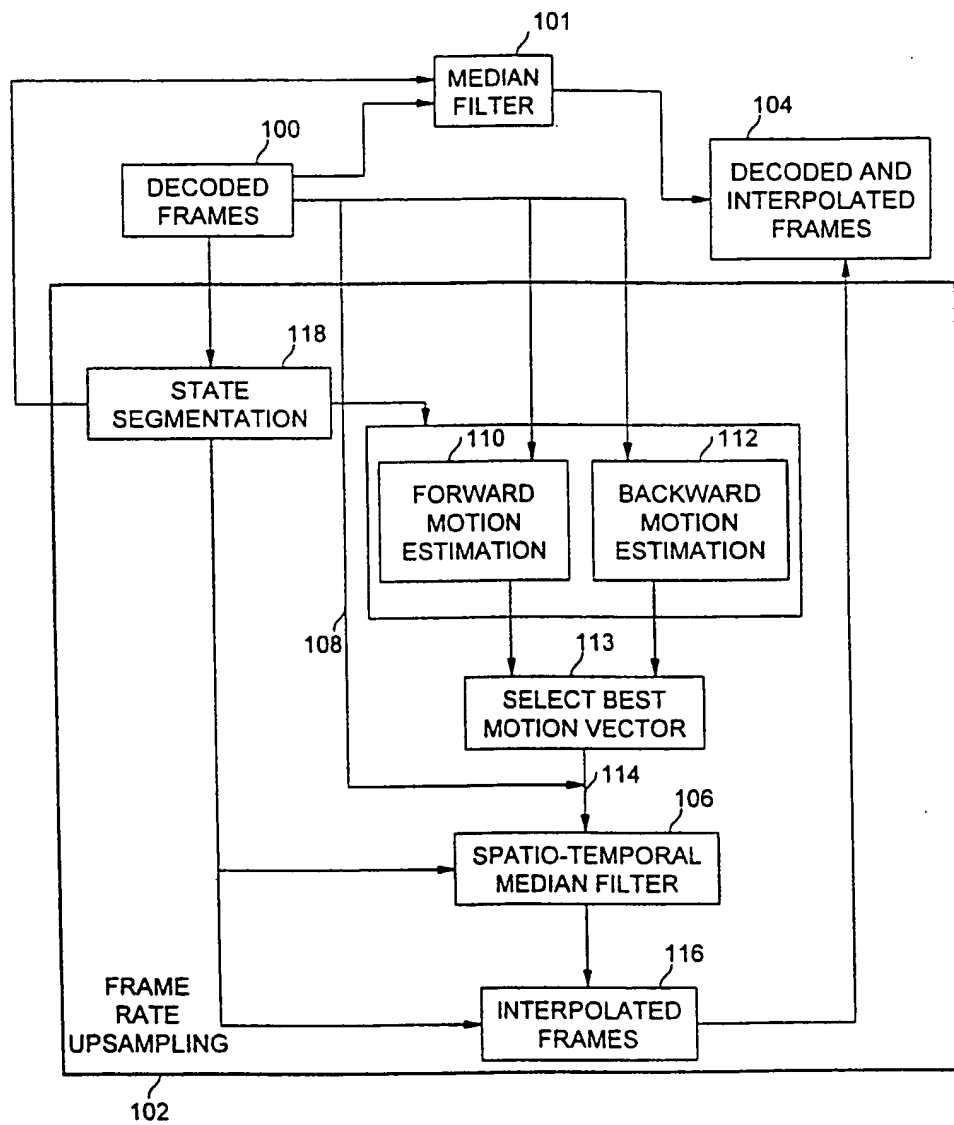 101
MEDIAN
FILTER
100
DECODED
FRAMES
104
DECODED AND
INTERPOLATED
FRAMES
118
STATE
SEGMENTATION
110
FORWARD
MOTION
ESTIMATION
112
BACKWARD
MOTION
ESTIMATION
108
113
SELECT BEST
MOTION VECTOR
114
106
SPATIO-TEMPORAL
MEDIAN FILTER
116
INTERPOLATED
FRAMES
FRAME
RATE
UPSAMPLING
102